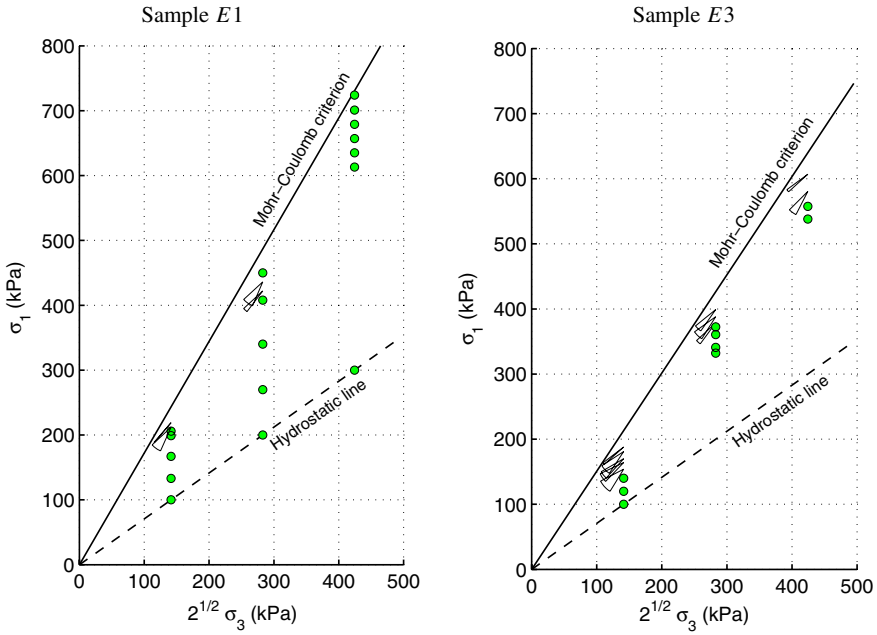 Sample E1
800
700
600
500
400
300
200
100
0
σ1 (kPa)
Mohr–Coulomb criterion
Hydrostatic line
0 100 200 300 400 500
2^1/2 σ3 (kPa)
Sample E3
800
700
600
500
400
300
200
100
0
σ1 (kPa)
Mohr–Coulomb criterion
Hydrostatic line
0 100 200 300 400 500
2^1/2 σ3 (kPa)